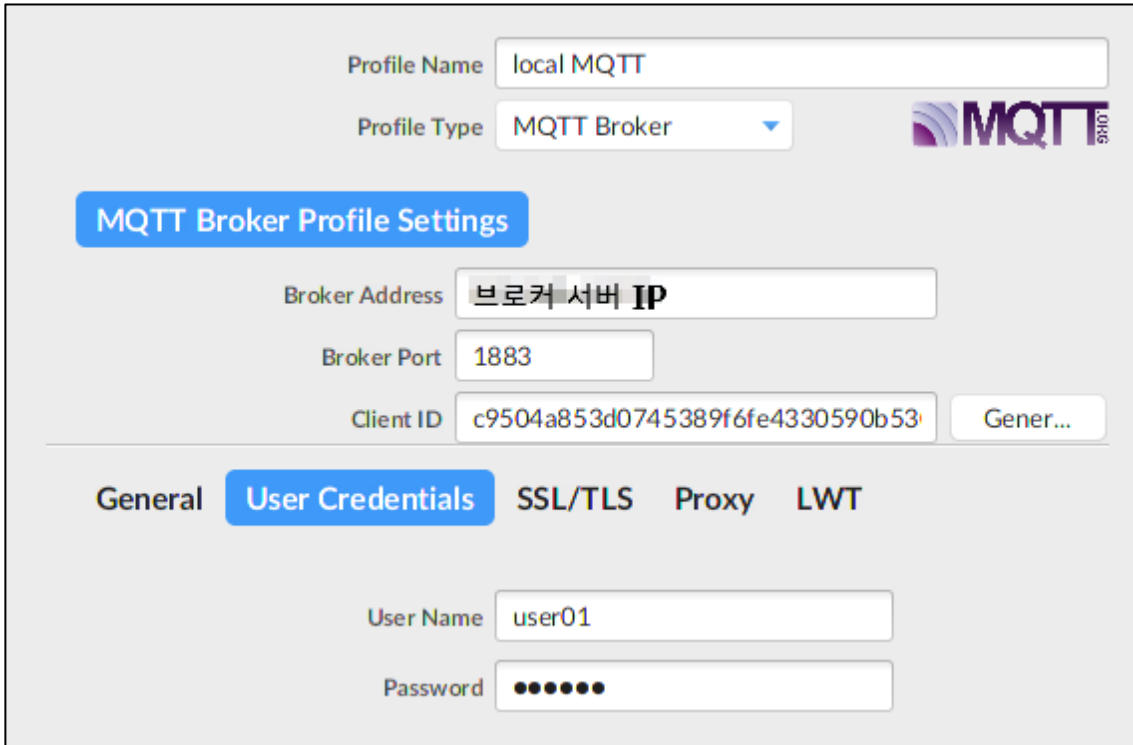 Profile Name local MQTT
Profile Type MQTT Broker
MQTT.ORG
MQTT Broker Profile Settings
Broker Address 브로커 서버 IP
Broker Port 1883
Client ID c9504a853d0745389f6fe4330590b53 Gener...
General User Credentials SSL/TLS Proxy LWT
User Name user01
Password ••••••